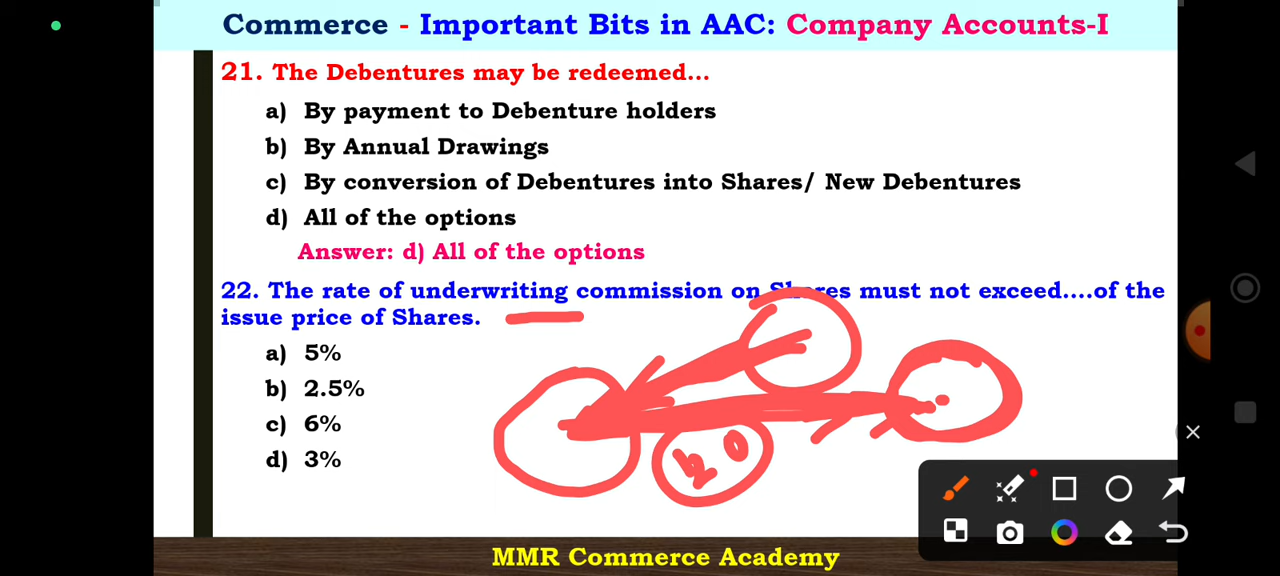 Commerce - Important Bits in AAC: Company Accounts-I
21. The Debentures may be redeemed...
a) By payment to Debenture holders
b) By Annual Drawings
c) By conversion of Debentures into Shares/ New Debentures
d) All of the options
Answer: d) All of the options
22. The rate of underwriting commission on Shares must not exceed....of the
issue price of Shares.
a) 5%
b) 2.5%
c) 6%
d) 3%
MMR Commerce Academy